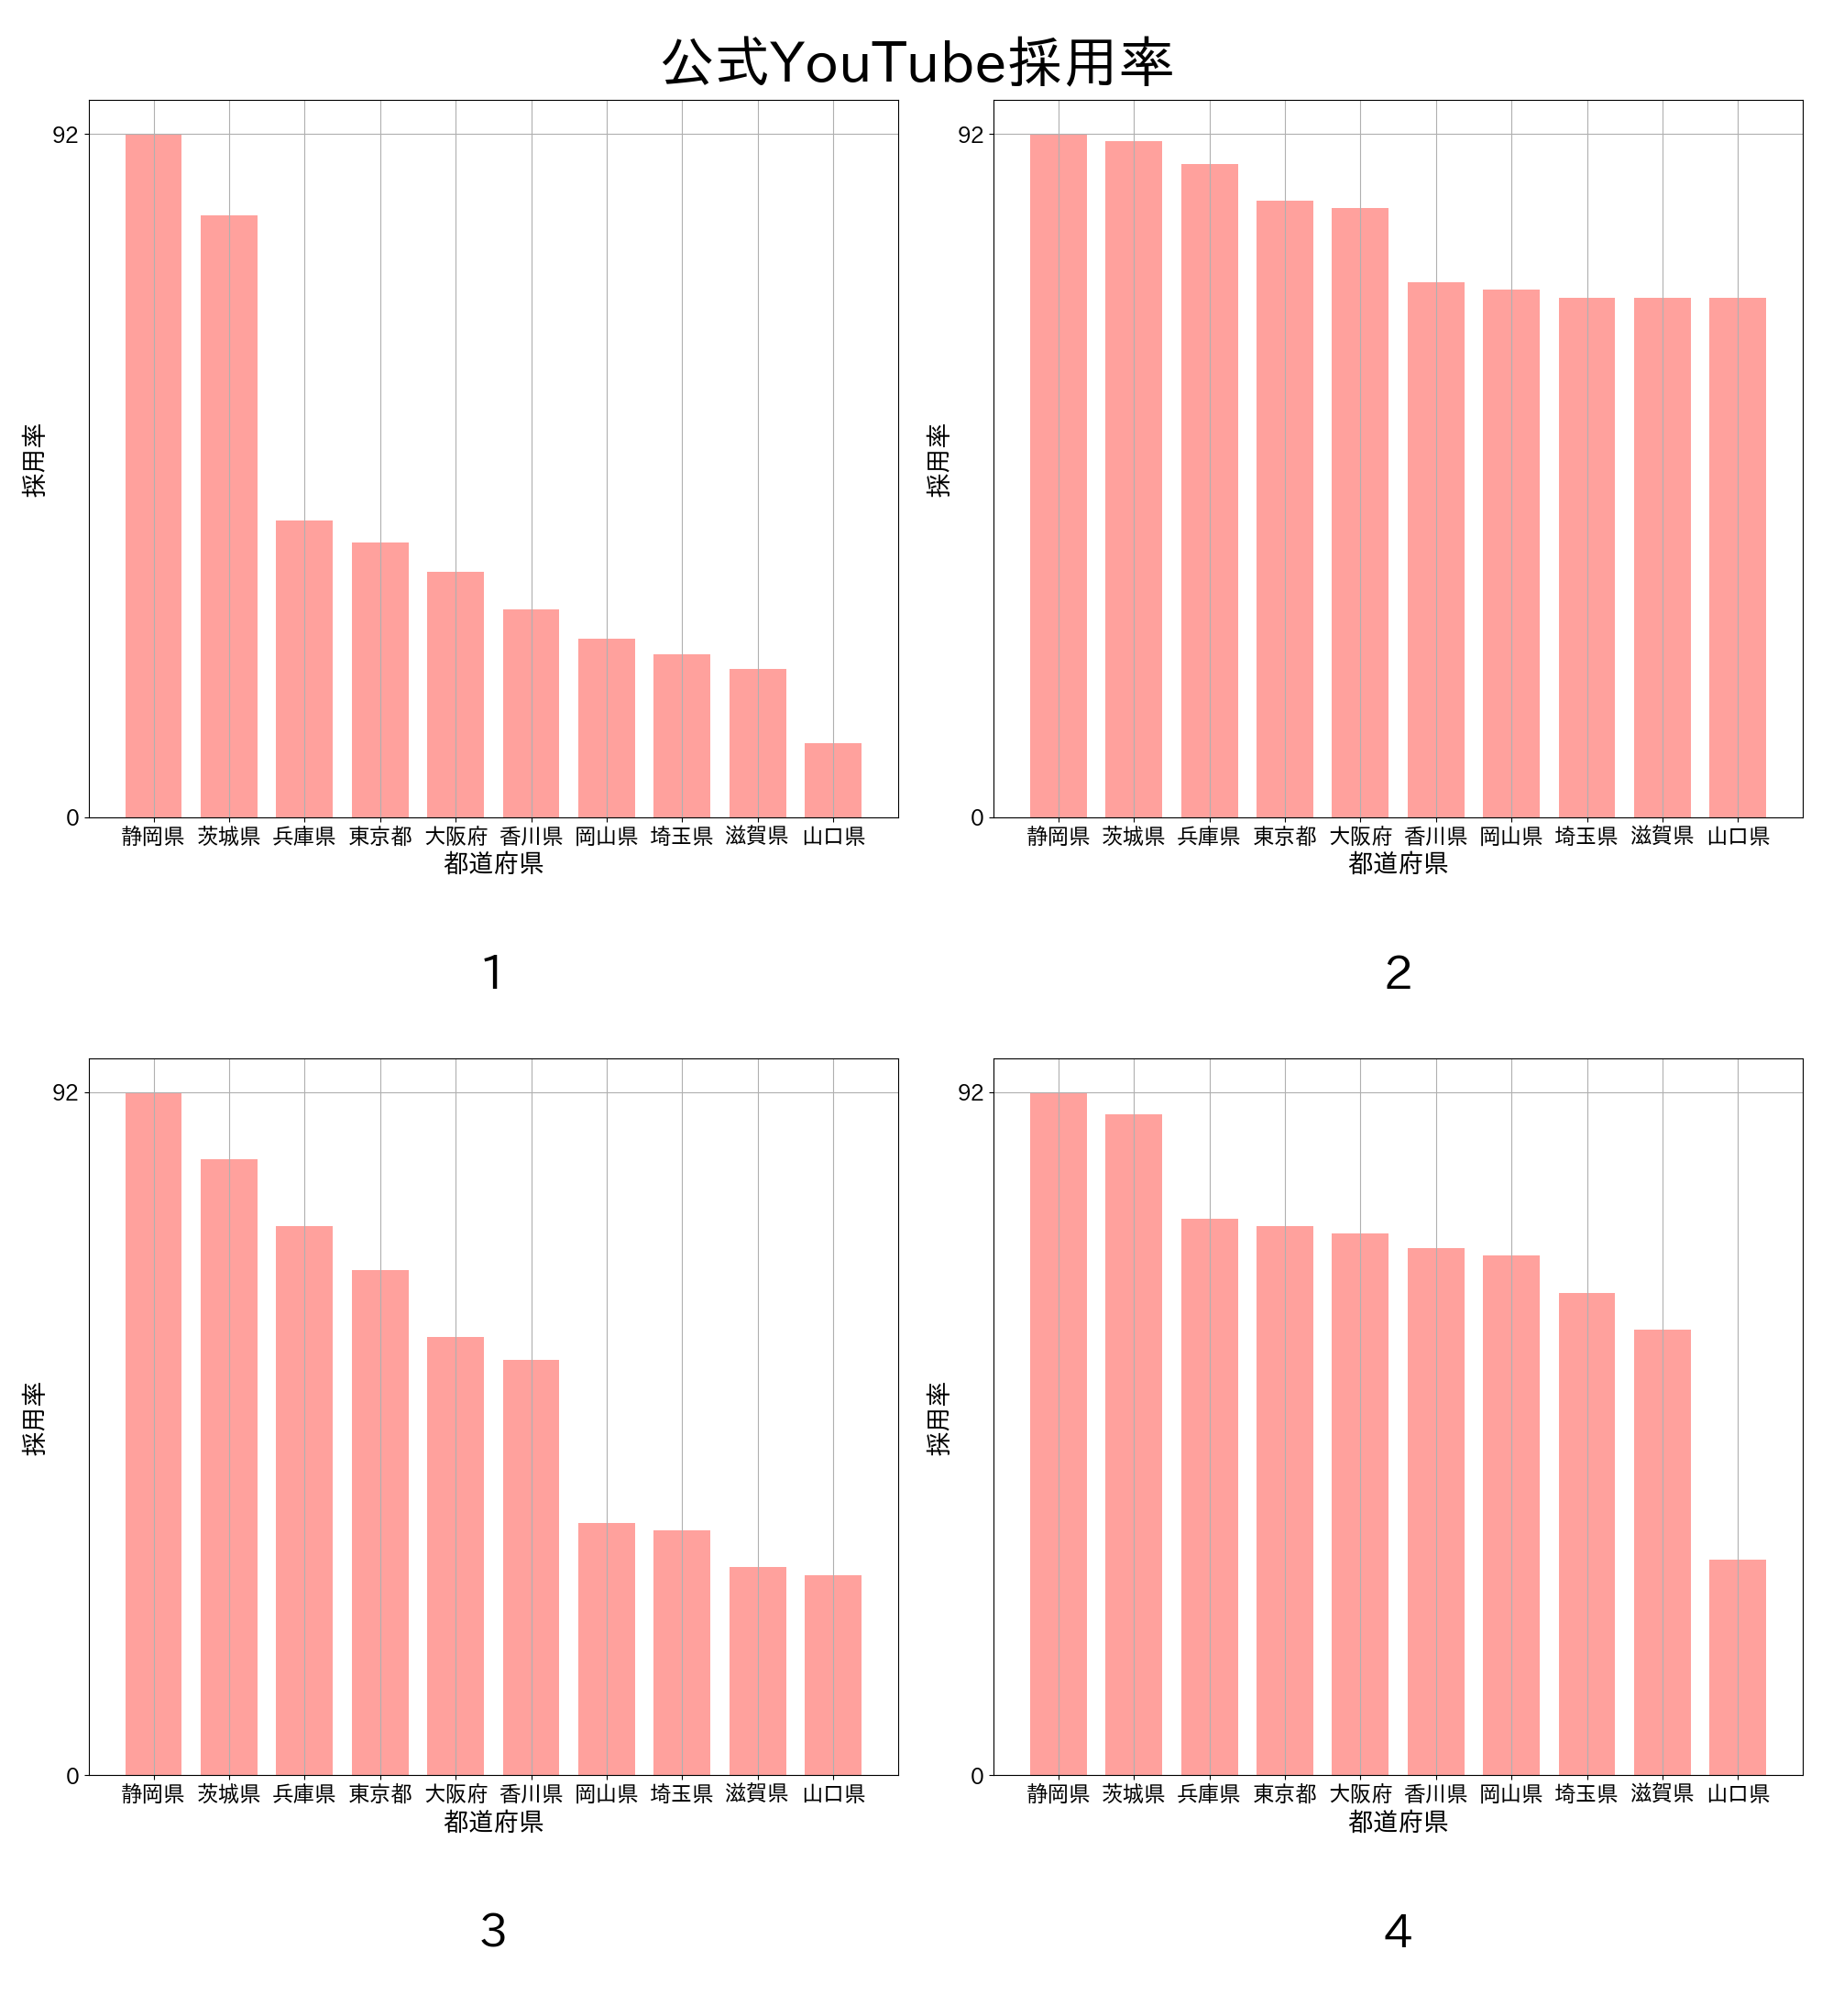 公式YouTube採用率
92
採用率
0
静岡県 茨城県 兵庫県 東京都 大阪府 香川県 岡山県 埼玉県 滋賀県 山口県
都道府県
1
92
採用率
0
静岡県 茨城県 兵庫県 東京都 大阪府 香川県 岡山県 埼玉県 滋賀県 山口県
都道府県
2
92
採用率
0
静岡県 茨城県 兵庫県 東京都 大阪府 香川県 岡山県 埼玉県 滋賀県 山口県
都道府県
3
92
採用率
0
静岡県 茨城県 兵庫県 東京都 大阪府 香川県 岡山県 埼玉県 滋賀県 山口県
都道府県
4